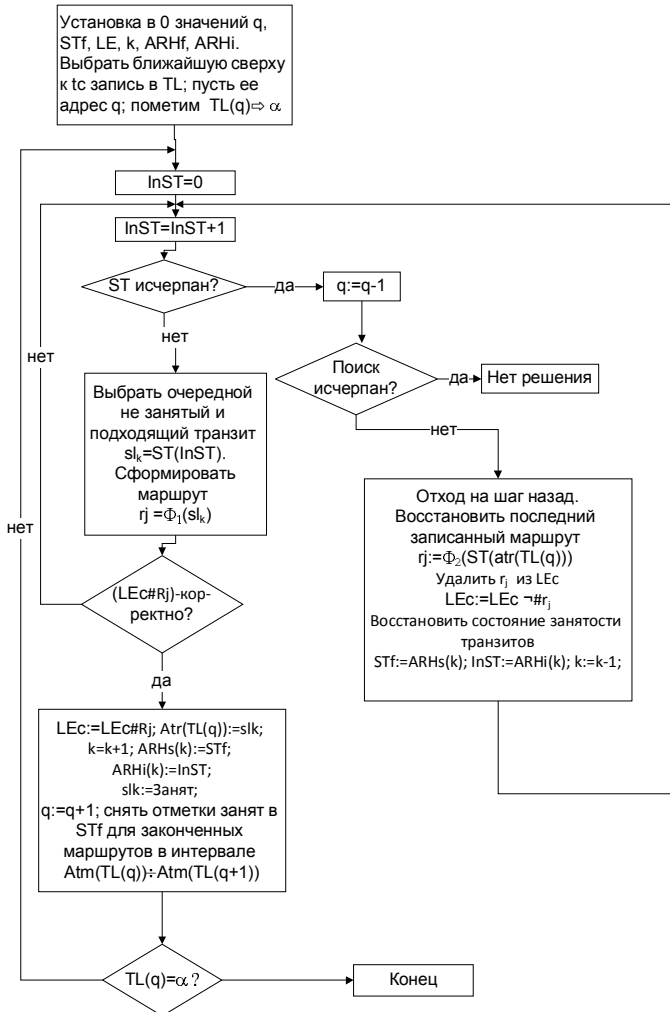 Установка в 0 значений q,
STf, LE, k, ARHf, ARHi.
Выбрать ближайшую сверху
к tc запись в TL; пусть ее
адрес q; пометим TL(q)⇨ α
InST=0
InST=InST+1
ST исчерпан?
да
q:=q-1
нет
нет
Поиск
исчерпан?
да
Нет решения
нет
Выбрать очередной
не занятый и
подходящий транзит
slₖ=ST(InST).
Сформировать
маршрут
rj =Φ₁(slₖ)
нет
Отход на шаг назад.
Восстановить последний
записанный маршрут
rj:=Φ₂(ST(atr(TL(q)))
Удалить rⱼ из LEc
LEc:=LEc ¬#rⱼ
Восстановить состояние занятости
транзитов
STf:=ARHs(k); InST:=ARHi(k); k:=k-1;
(LEc#Rj)-кор-
ректно?
да
LEc:=LEc#Rj; Atr(TL(q)):=slk;
k=k+1; ARHs(k):=STf;
ARHi(k):=InST;
slk:=Занят;
q:=q+1; снять отметки занят в
STf для законченных
маршрутов в интервале
Atm(TL(q))÷Atm(TL(q+1))
TL(q)=α?
Конец